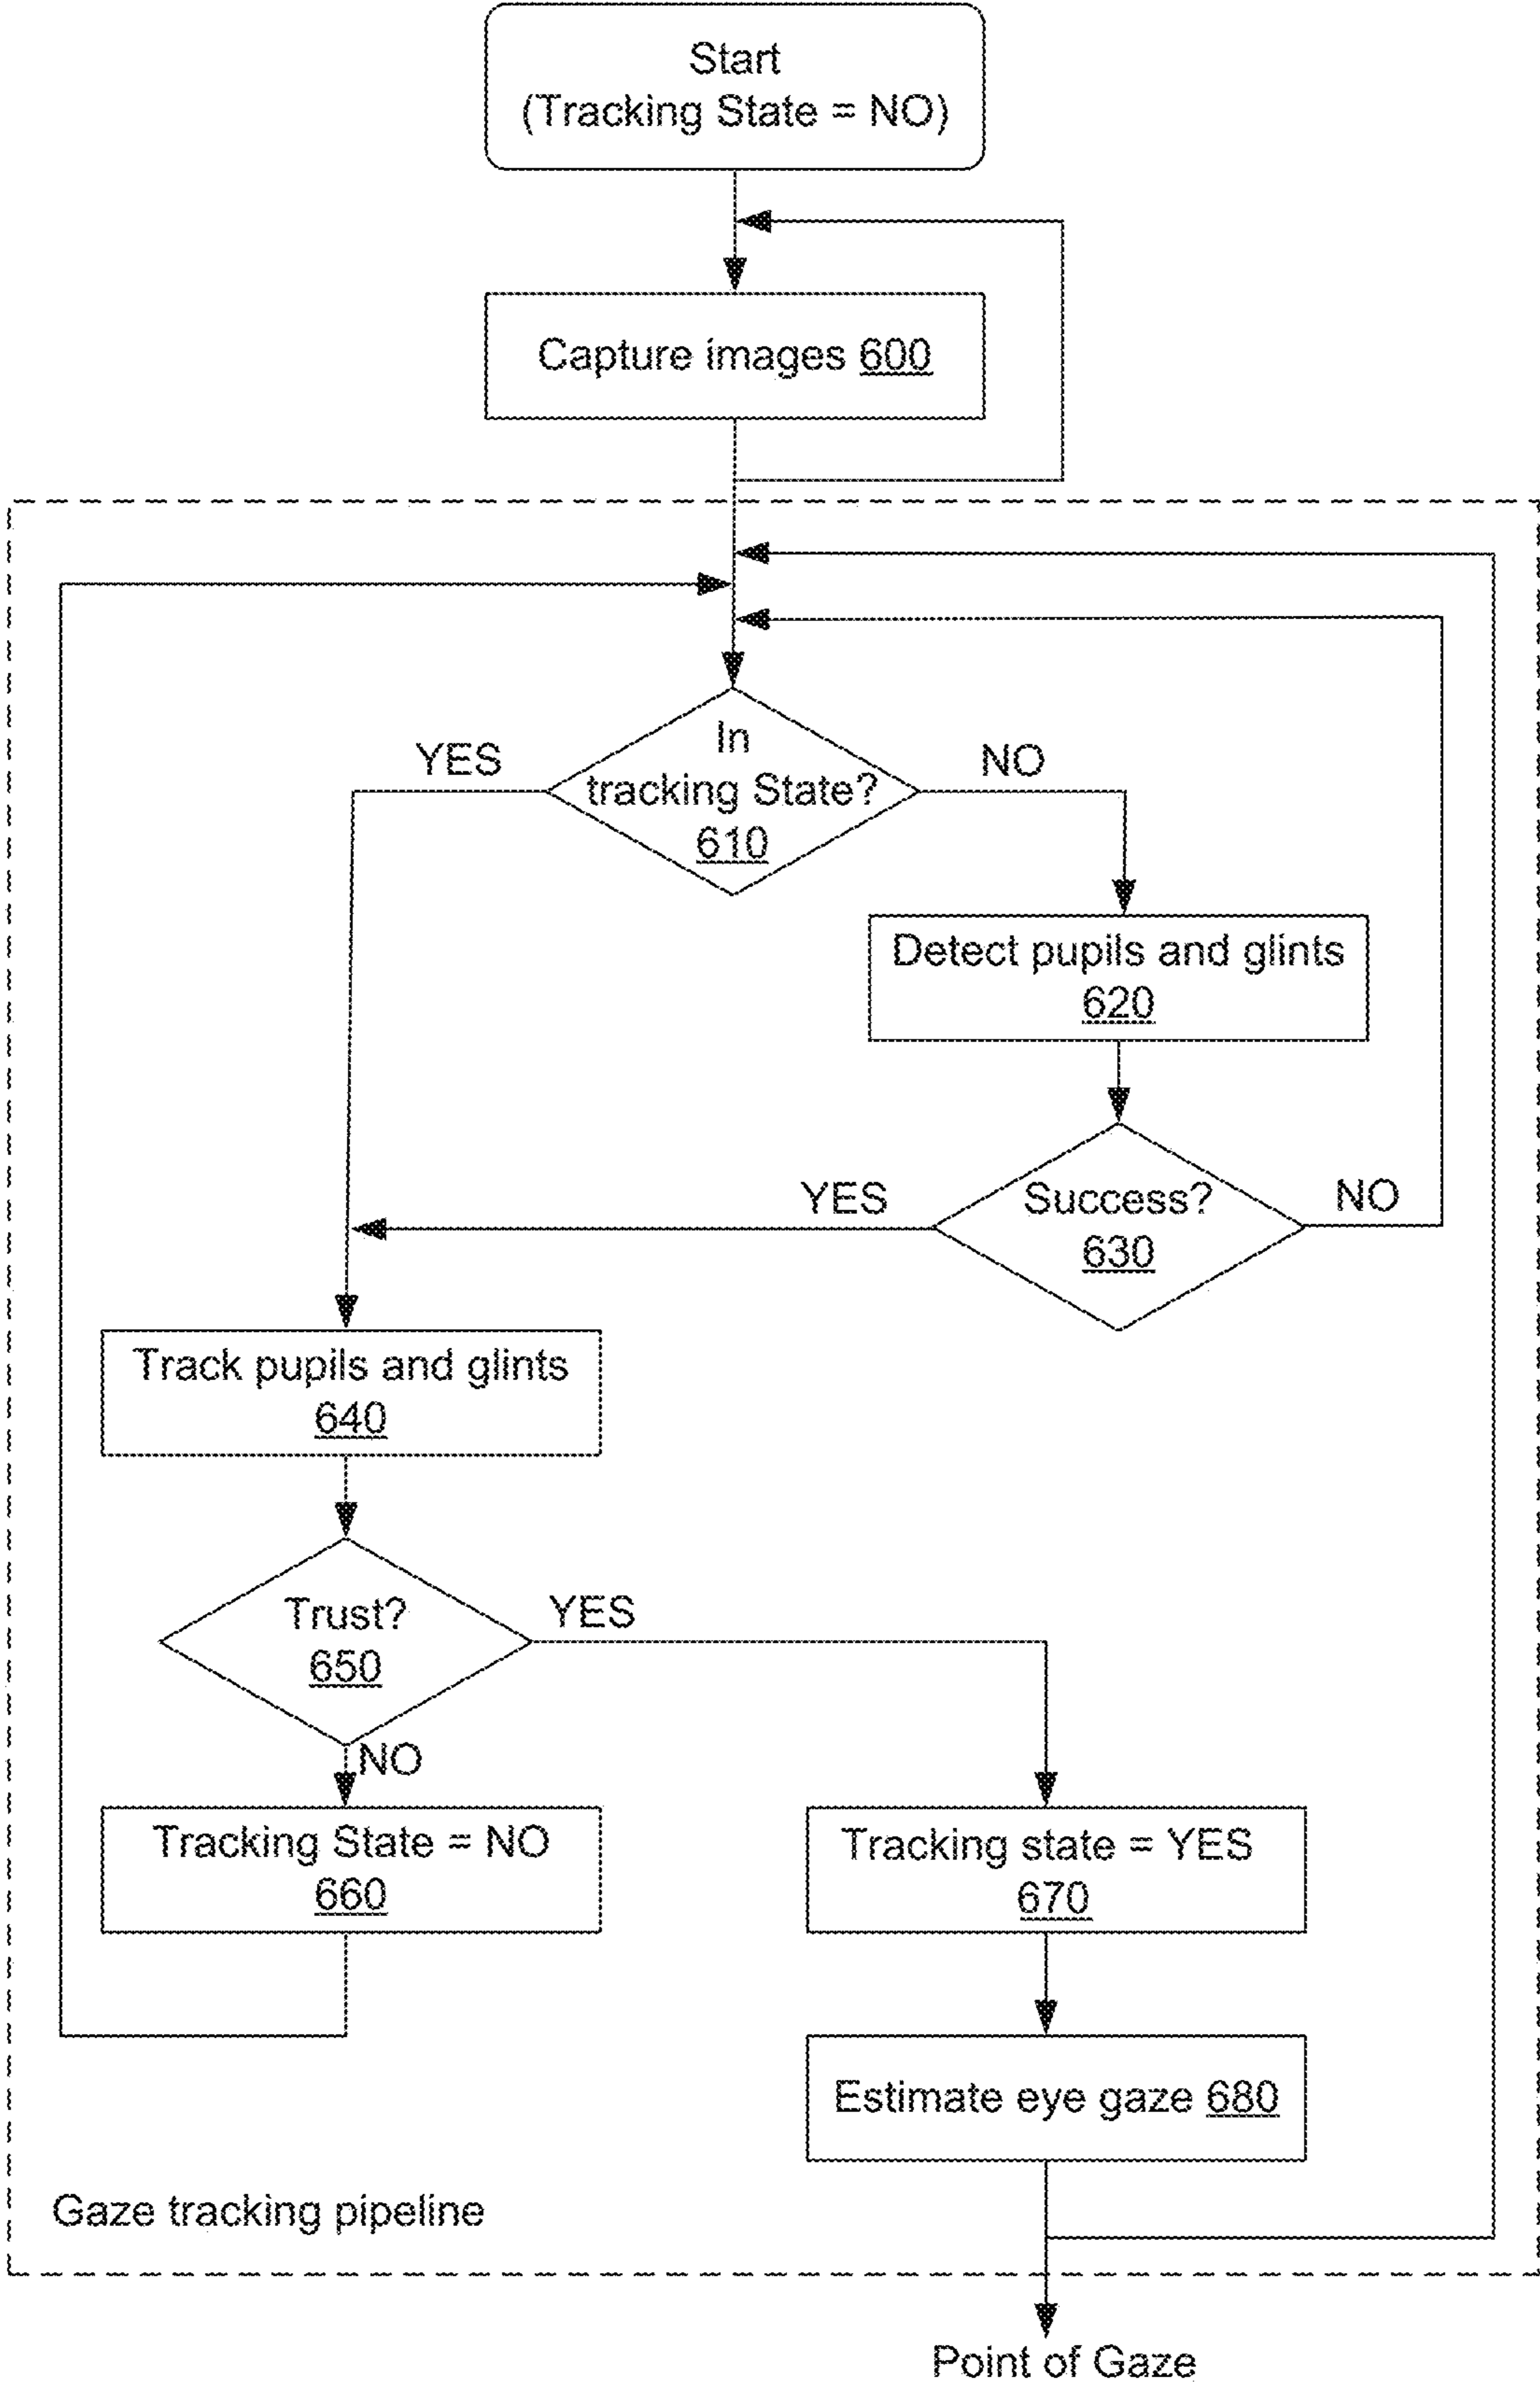 Start
(Tracking State = NO)
Capture images 600
In
tracking State?
610
YES
NO
Detect pupils and glints
620
Success?
630
YES
NO
Track pupils and glints
640
Trust?
650
YES
NO
Tracking State = NO
660
Tracking state = YES
670
Estimate eye gaze 680
Gaze tracking pipeline
Point of Gaze